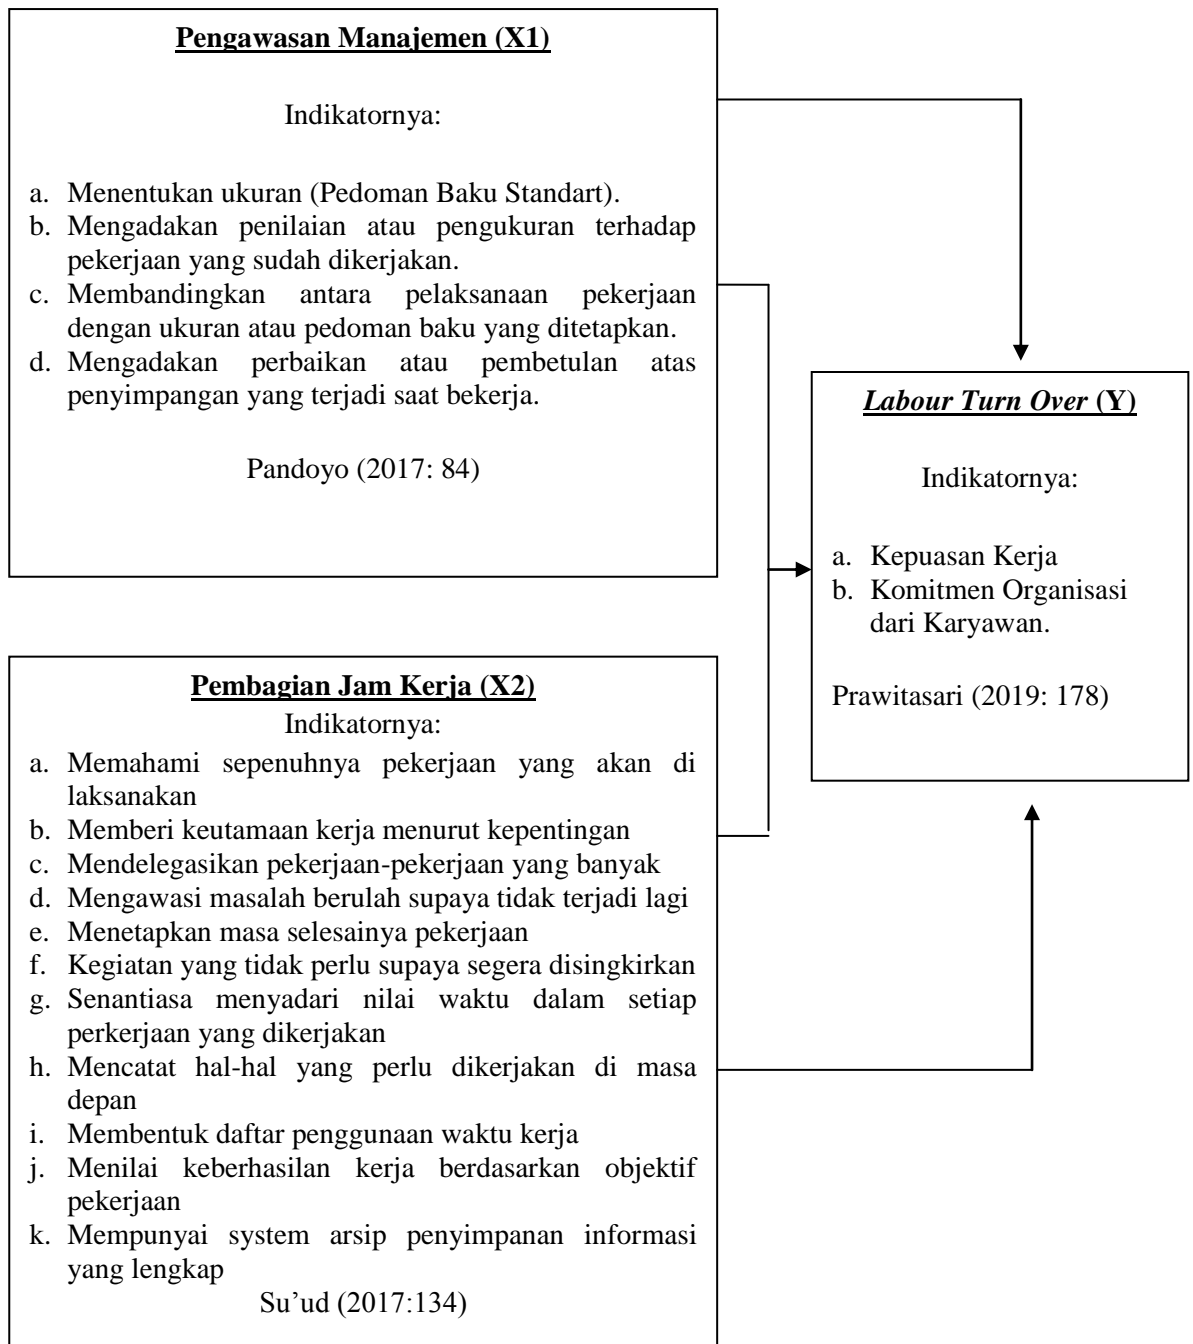 Pengawasan Manajemen (X1)
Indikatornya:
a. Menentukan ukuran (Pedoman Baku Standart).
b. Mengadakan penilaian atau pengukuran terhadap
pekerjaan yang sudah dikerjakan.
c. Membandingkan antara pelaksanaan pekerjaan
dengan ukuran atau pedoman baku yang ditetapkan.
d. Mengadakan perbaikan atau pembetulan atas
penyimpangan yang terjadi saat bekerja.
Pandoyo (2017: 84)
Labour Turn Over (Y)
Indikatornya:
a. Kepuasan Kerja
b. Komitmen Organisasi
dari Karyawan.
Prawitasari (2019: 178)
Pembagian Jam Kerja (X2)
Indikatornya:
a. Memahami sepenuhnya pekerjaan yang akan di
laksanakan
b. Memberi keutamaan kerja menurut kepentingan
c. Mendelegasikan pekerjaan-pekerjaan yang banyak
d. Mengawasi masalah berulah supaya tidak terjadi lagi
e. Menetapkan masa selesainya pekerjaan
f. Kegiatan yang tidak perlu supaya segera disingkirkan
g. Senantiasa menyadari nilai waktu dalam setiap
perkerjaan yang dikerjakan
h. Mencatat hal-hal yang perlu dikerjakan di masa
depan
i. Membentuk daftar penggunaan waktu kerja
j. Menilai keberhasilan kerja berdasarkan objektif
pekerjaan
k. Mempunyai system arsip penyimpanan informasi
yang lengkap
Su’ud (2017:134)